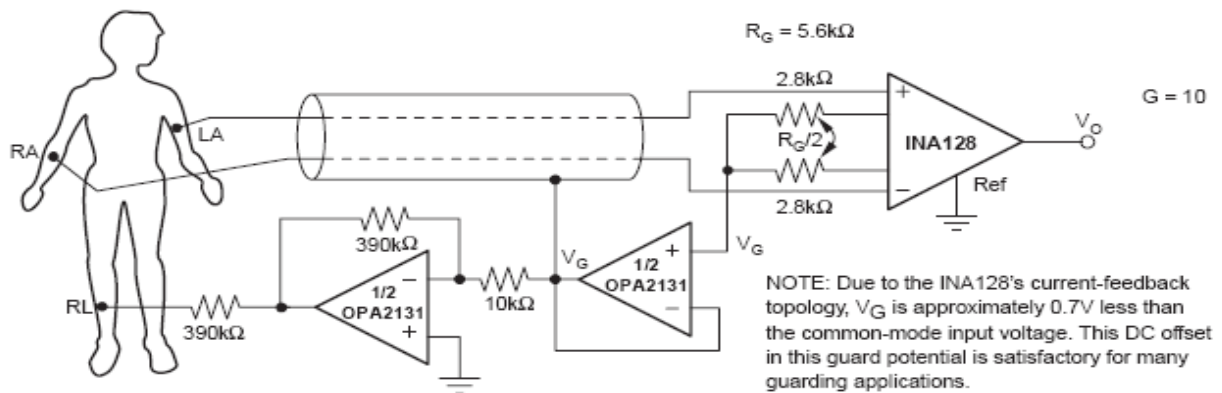 R_G = 5.6kΩ
2.8kΩ
G = 10
LA
RA
R_G/2
INA128
V_O
+
−
Ref
2.8kΩ
390kΩ
V_G
+
V_G
1/2
OPA2131
−
10kΩ
−
1/2
OPA2131
+
RL
390kΩ
NOTE: Due to the INA128's current-feedback
topology, V_G is approximately 0.7V less than
the common-mode input voltage. This DC offset
in this guard potential is satisfactory for many
guarding applications.